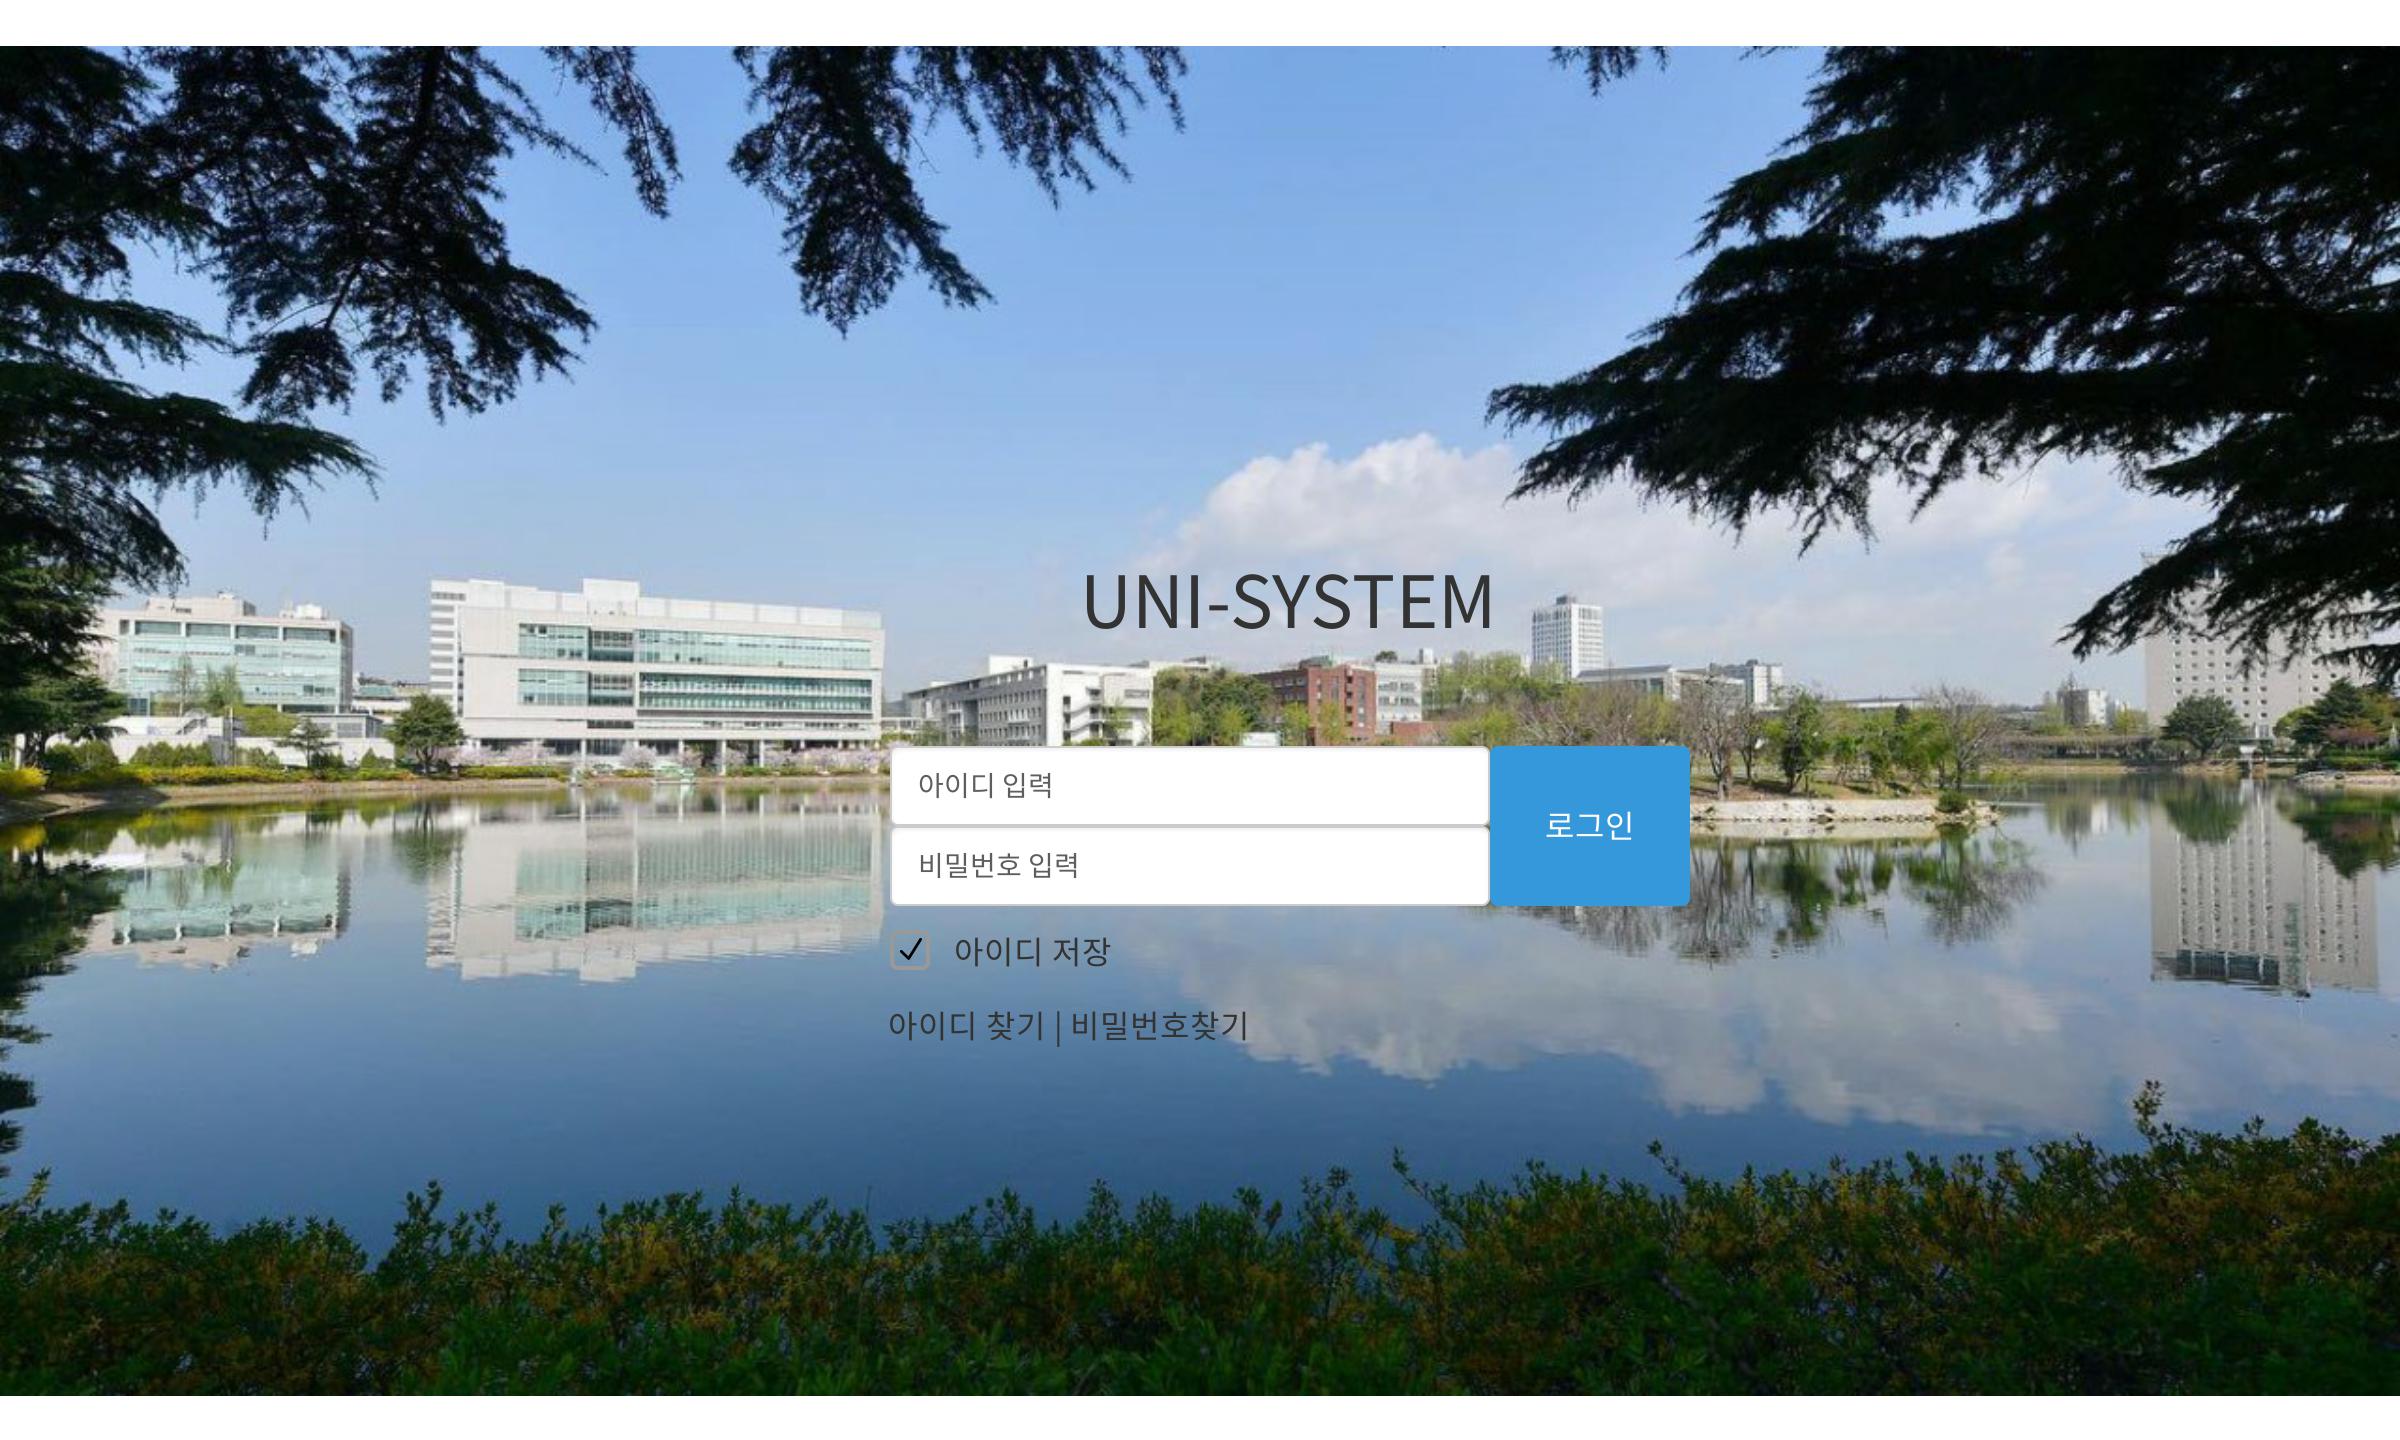 UNI-SYSTEM
아이디 입력
로그인
비밀번호 입력
아이디 저장
아이디 찾기 | 비밀번호찾기